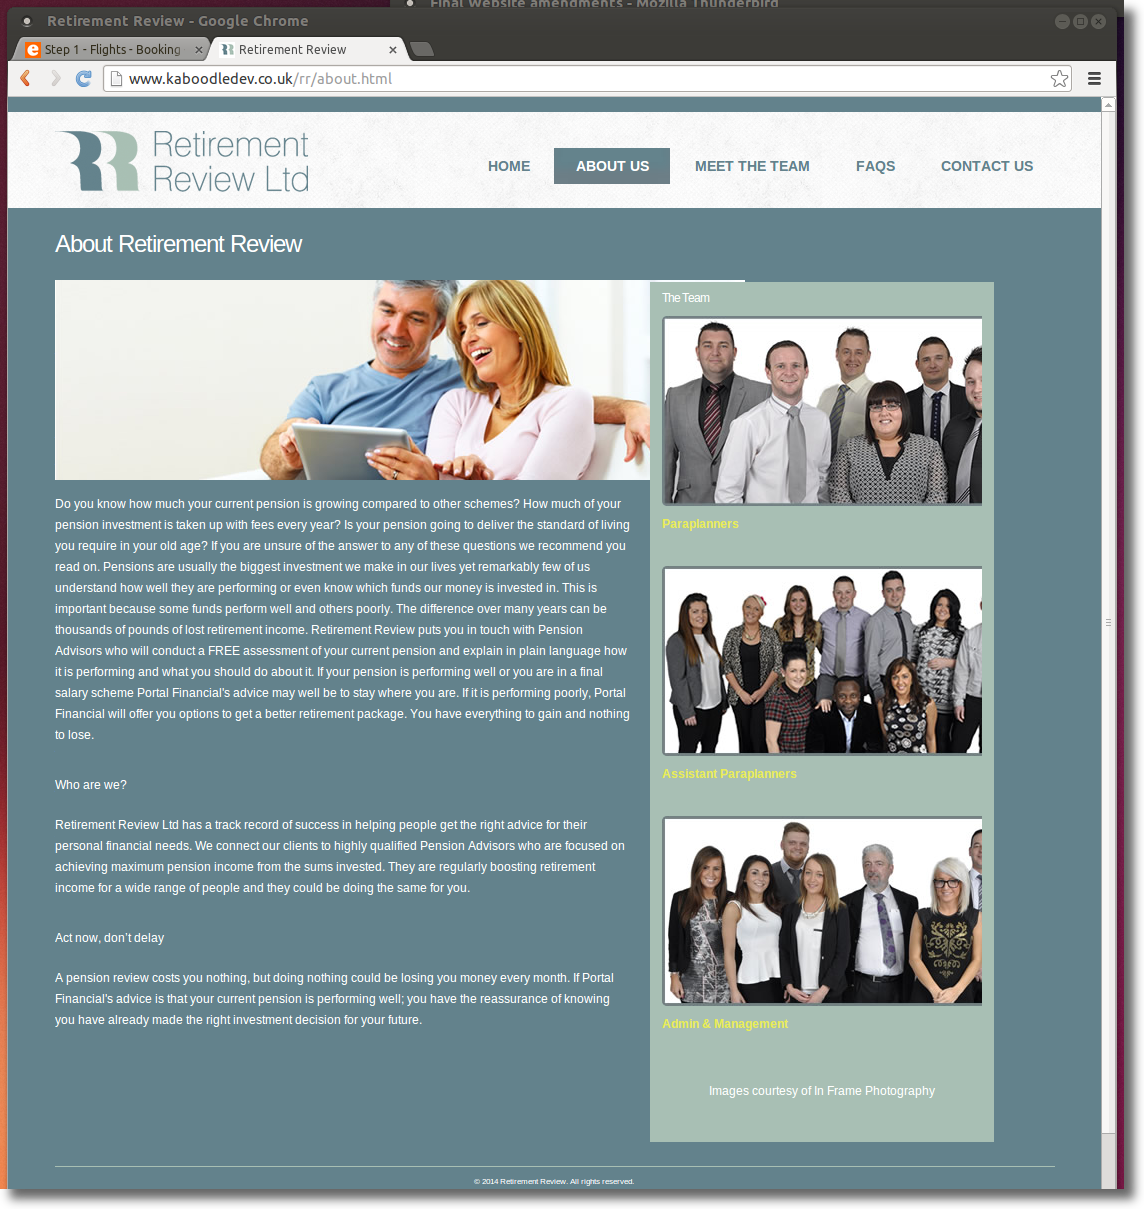 Final Website amendments - Mozilla Thunderbird
Retirement Review - Google Chrome
Step 1 - Flights - Booking
Retirement Review
www.kaboodledev.co.uk/rr/about.html
Retirement
Review Ltd
HOME
ABOUT US
MEET THE TEAM
FAQS
CONTACT US
About Retirement Review
Do you know how much your current pension is growing compared to other schemes? How much of your
pension investment is taken up with fees every year? Is your pension going to deliver the standard of living
you require in your old age? If you are unsure of the answer to any of these questions we recommend you
read on. Pensions are usually the biggest investment we make in our lives yet remarkably few of us
understand how well they are performing or even know which funds our money is invested in. This is
important because some funds perform well and others poorly. The difference over many years can be
thousands of pounds of lost retirement income. Retirement Review puts you in touch with Pension
Advisors who will conduct a FREE assessment of your current pension and explain in plain language how
it is performing and what you should do about it. If your pension is performing well or you are in a final
salary scheme Portal Financial's advice may well be to stay where you are. If it is performing poorly, Portal
Financial will offer you options to get a better retirement package. You have everything to gain and nothing
to lose.
Who are we?
Retirement Review Ltd has a track record of success in helping people get the right advice for their
personal financial needs. We connect our clients to highly qualified Pension Advisors who are focused on
achieving maximum pension income from the sums invested. They are regularly boosting retirement
income for a wide range of people and they could be doing the same for you.
Act now, don't delay
A pension review costs you nothing, but doing nothing could be losing you money every month. If Portal
Financial's advice is that your current pension is performing well; you have the reassurance of knowing
you have already made the right investment decision for your future.
The Team
Paraplanners
Assistant Paraplanners
Admin & Management
Images courtesy of In Frame Photography
© 2014 Retirement Review. All rights reserved.